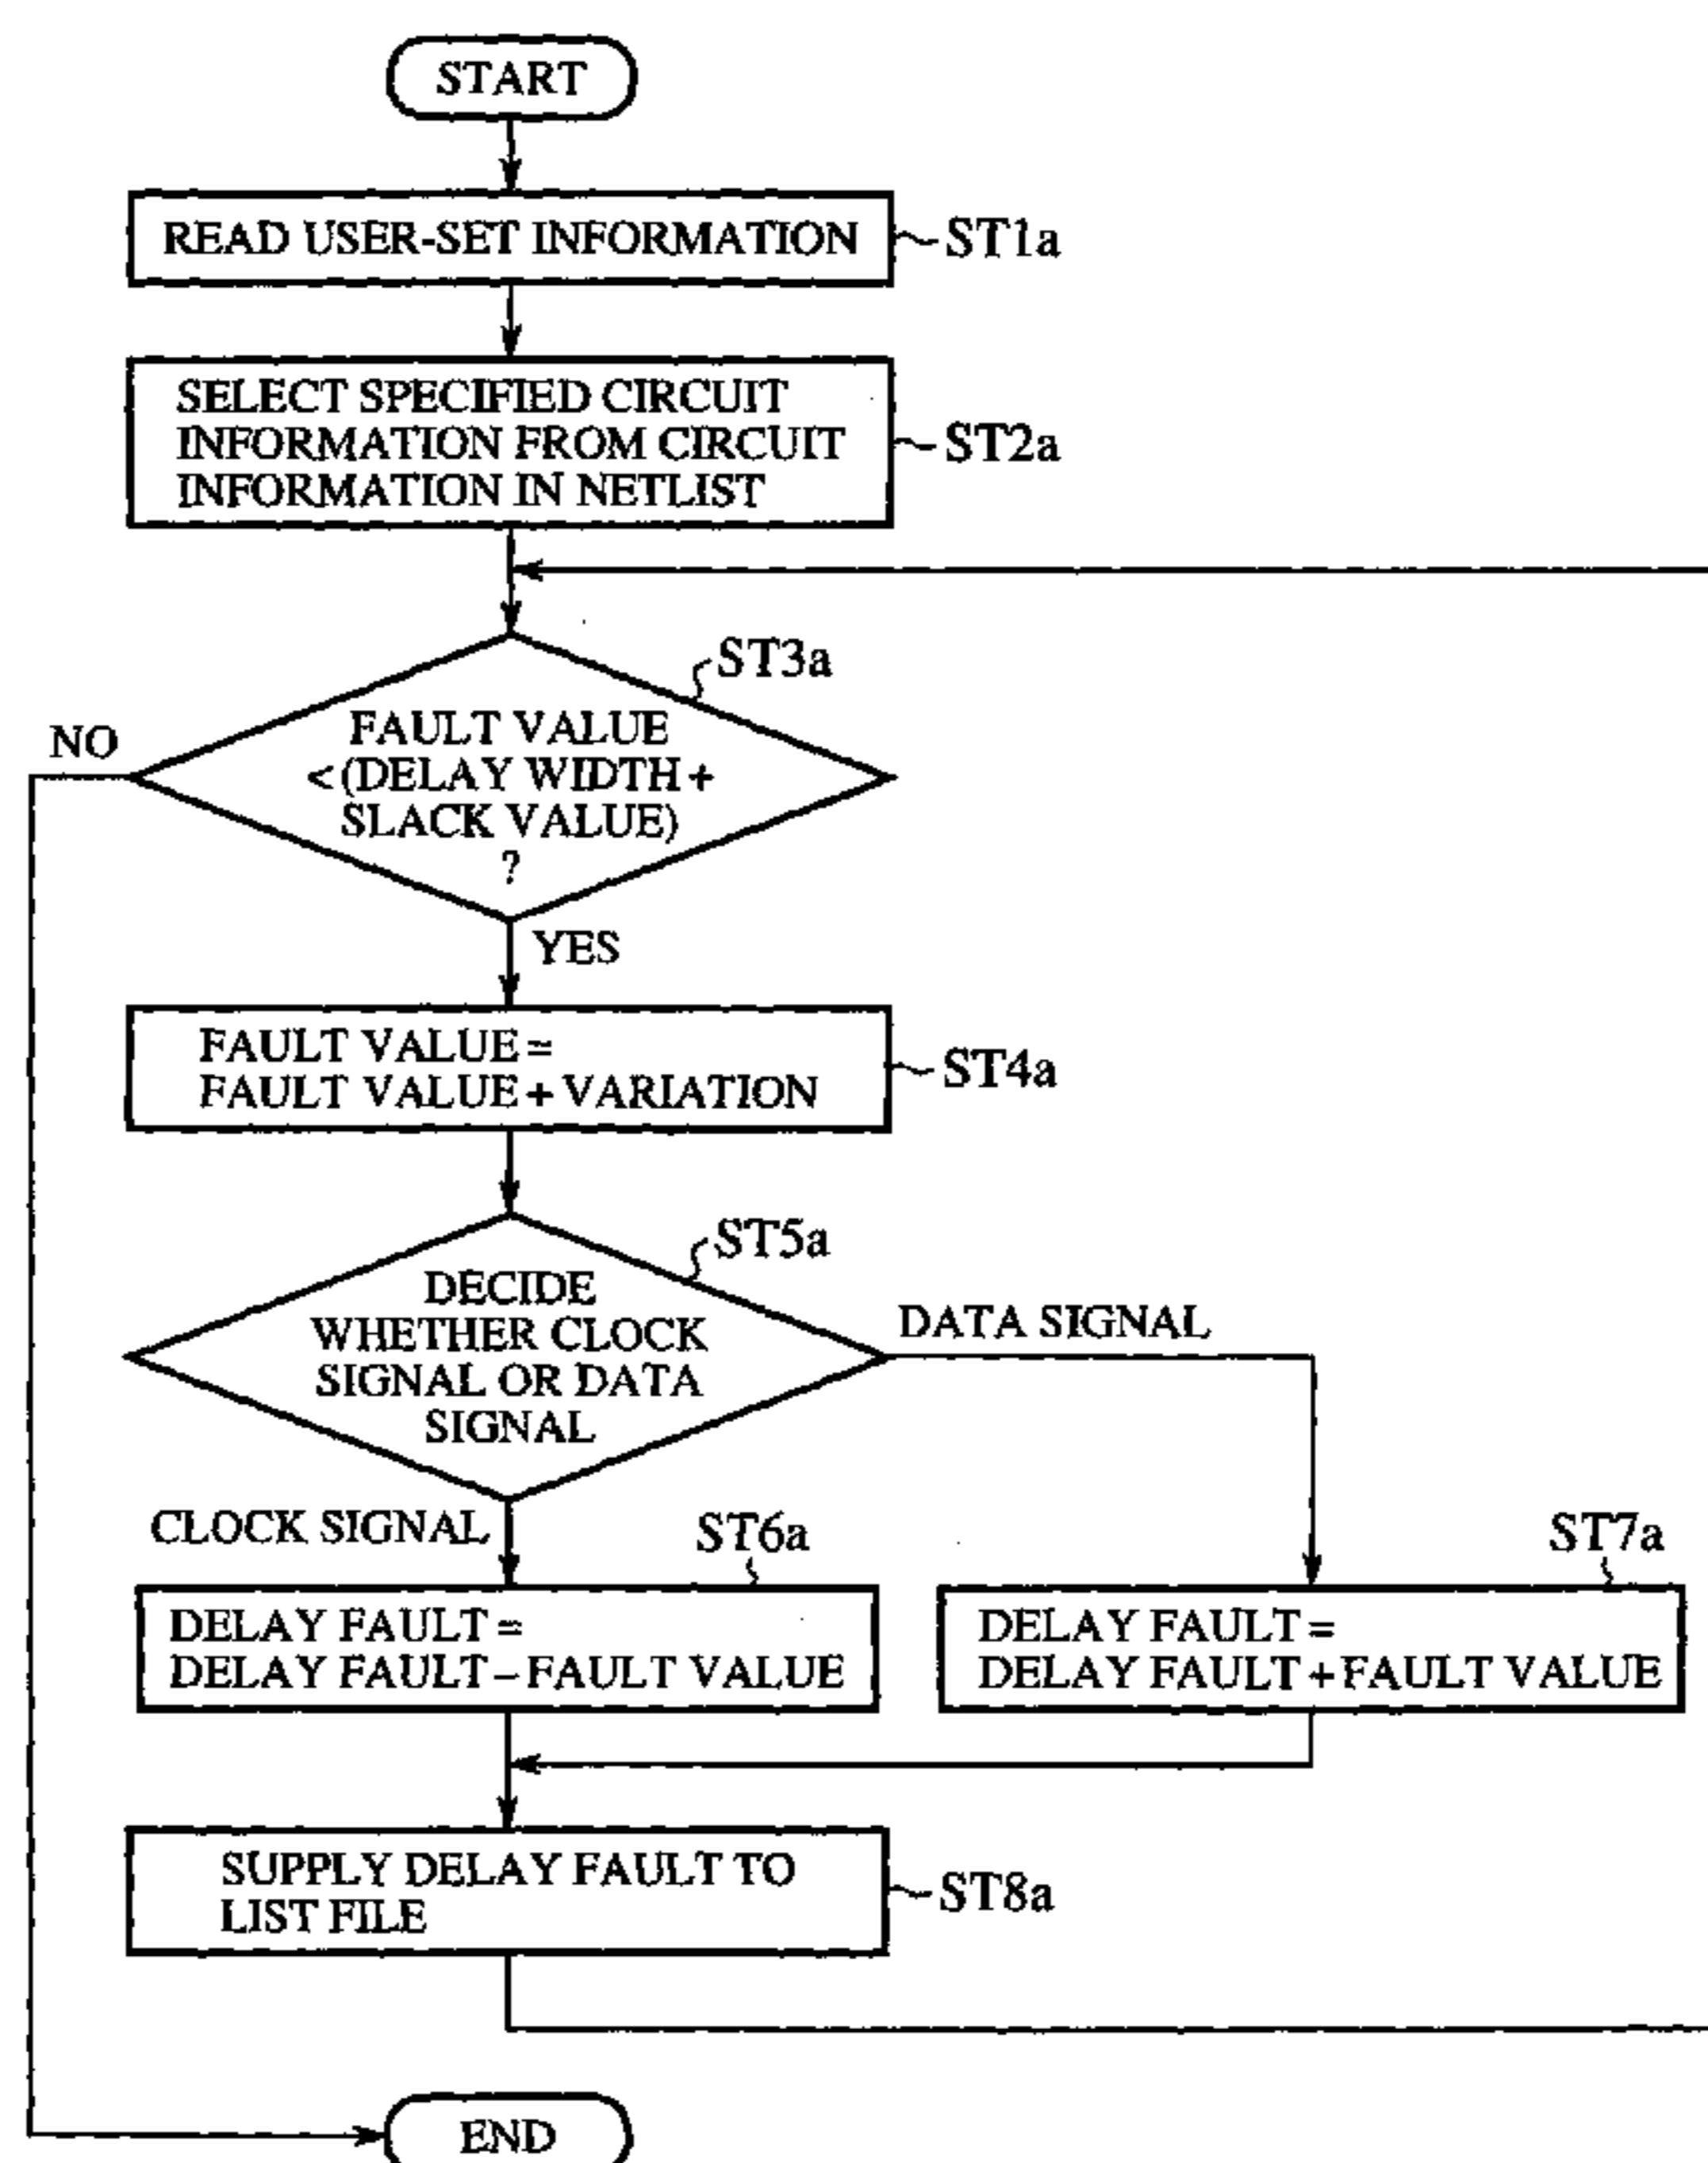 START
READ USER-SET INFORMATION
ST1a
SELECT SPECIFIED CIRCUIT
INFORMATION FROM CIRCUIT
INFORMATION IN NETLIST
ST2a
ST3a
NO
FAULT VALUE
<(DELAY WIDTH+
SLACK VALUE)
?
YES
FAULT VALUE=
FAULT VALUE+VARIATION
ST4a
ST5a
DECIDE
WHETHER CLOCK
SIGNAL OR DATA
SIGNAL
DATA SIGNAL
CLOCK SIGNAL
ST6a
ST7a
DELAY FAULT=
DELAY FAULT–FAULT VALUE
DELAY FAULT=
DELAY FAULT+FAULT VALUE
SUPPLY DELAY FAULT TO
LIST FILE
ST8a
END